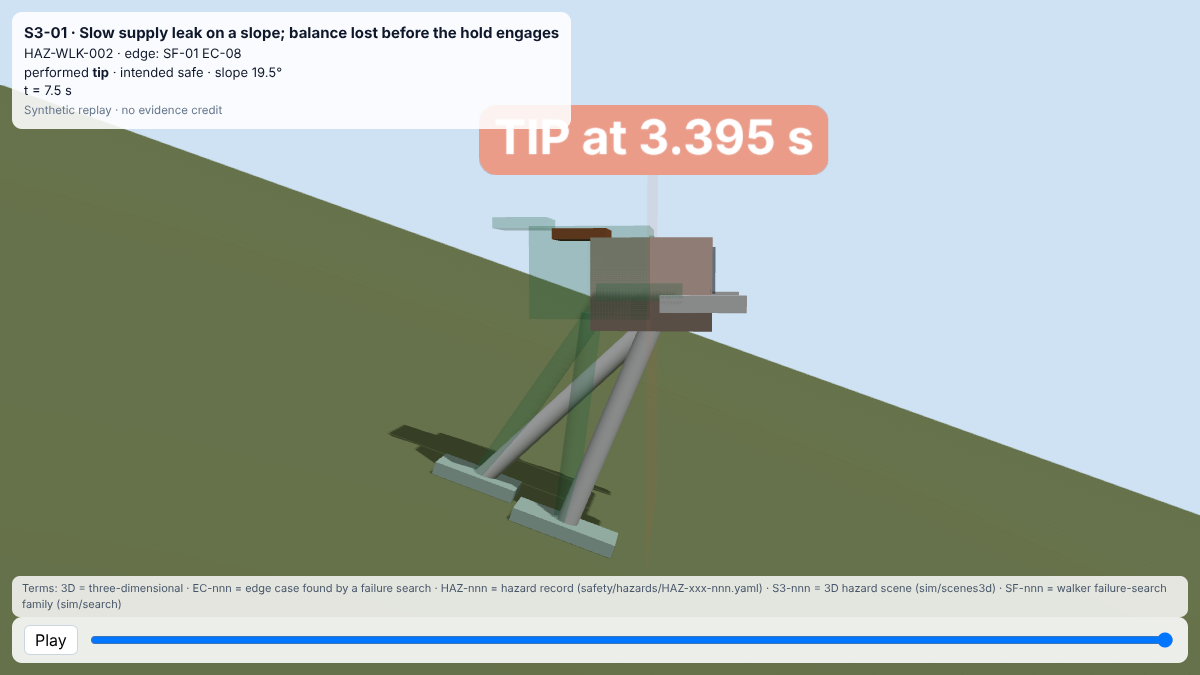 S3-01 · Slow supply leak on a slope; balance lost before the hold engages
HAZ-WLK-002 · edge: SF-01 EC-08
performed tip · intended safe · slope 19.5°
t = 7.5 s
Synthetic replay · no evidence credit
TIP at 3.395 s
Terms: 3D = three-dimensional · EC-nnn = edge case found by a failure search · HAZ-nnn = hazard record (safety/hazards/HAZ-xxx-nnn.yaml) · S3-nnn = 3D hazard scene (sim/scenes3d) · SF-nnn = walker failure-search
family (sim/search)
Play